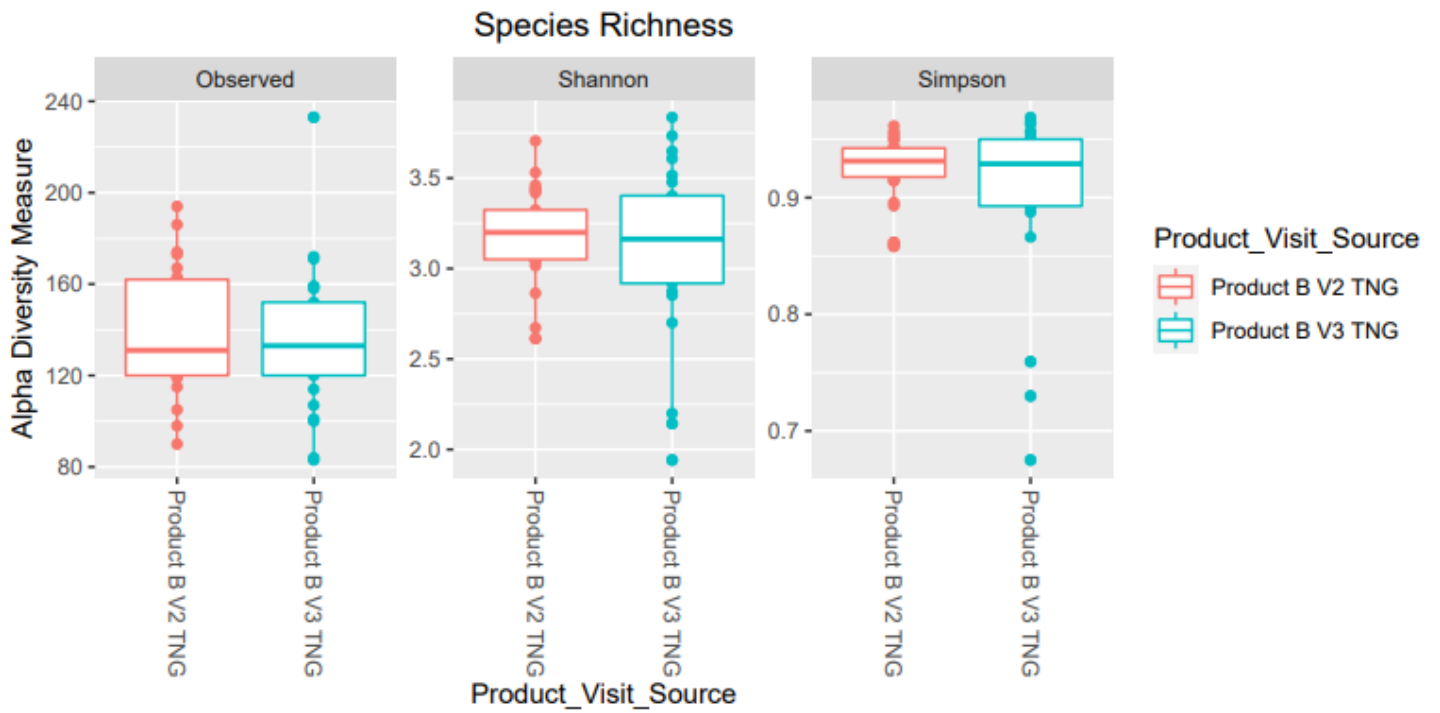 Species Richness
Observed
Shannon
Simpson
Alpha Diversity Measure
240
200
160
120
80
3.5
3.0
2.5
2.0
0.9
0.8
0.7
Product B V2 TNG
Product B V3 TNG
Product B V2 TNG
Product B V3 TNG
Product B V2 TNG
Product B V3 TNG
Product_Visit_Source
Product_Visit_Source
Product B V2 TNG
Product B V3 TNG